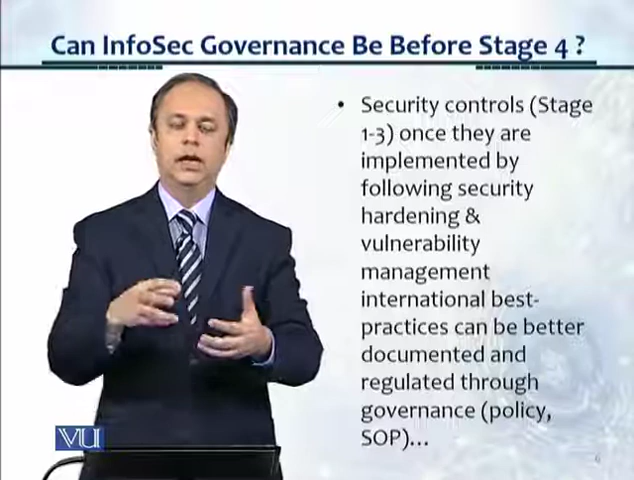 Can InfoSec Governance Be Before Stage 4 ?
• Security controls (Stage
1-3) once they are
implemented by
following security
hardening &
vulnerability
management
international best-
practices can be better
documented and
regulated through
governance (policy,
SOP)...
VU
6